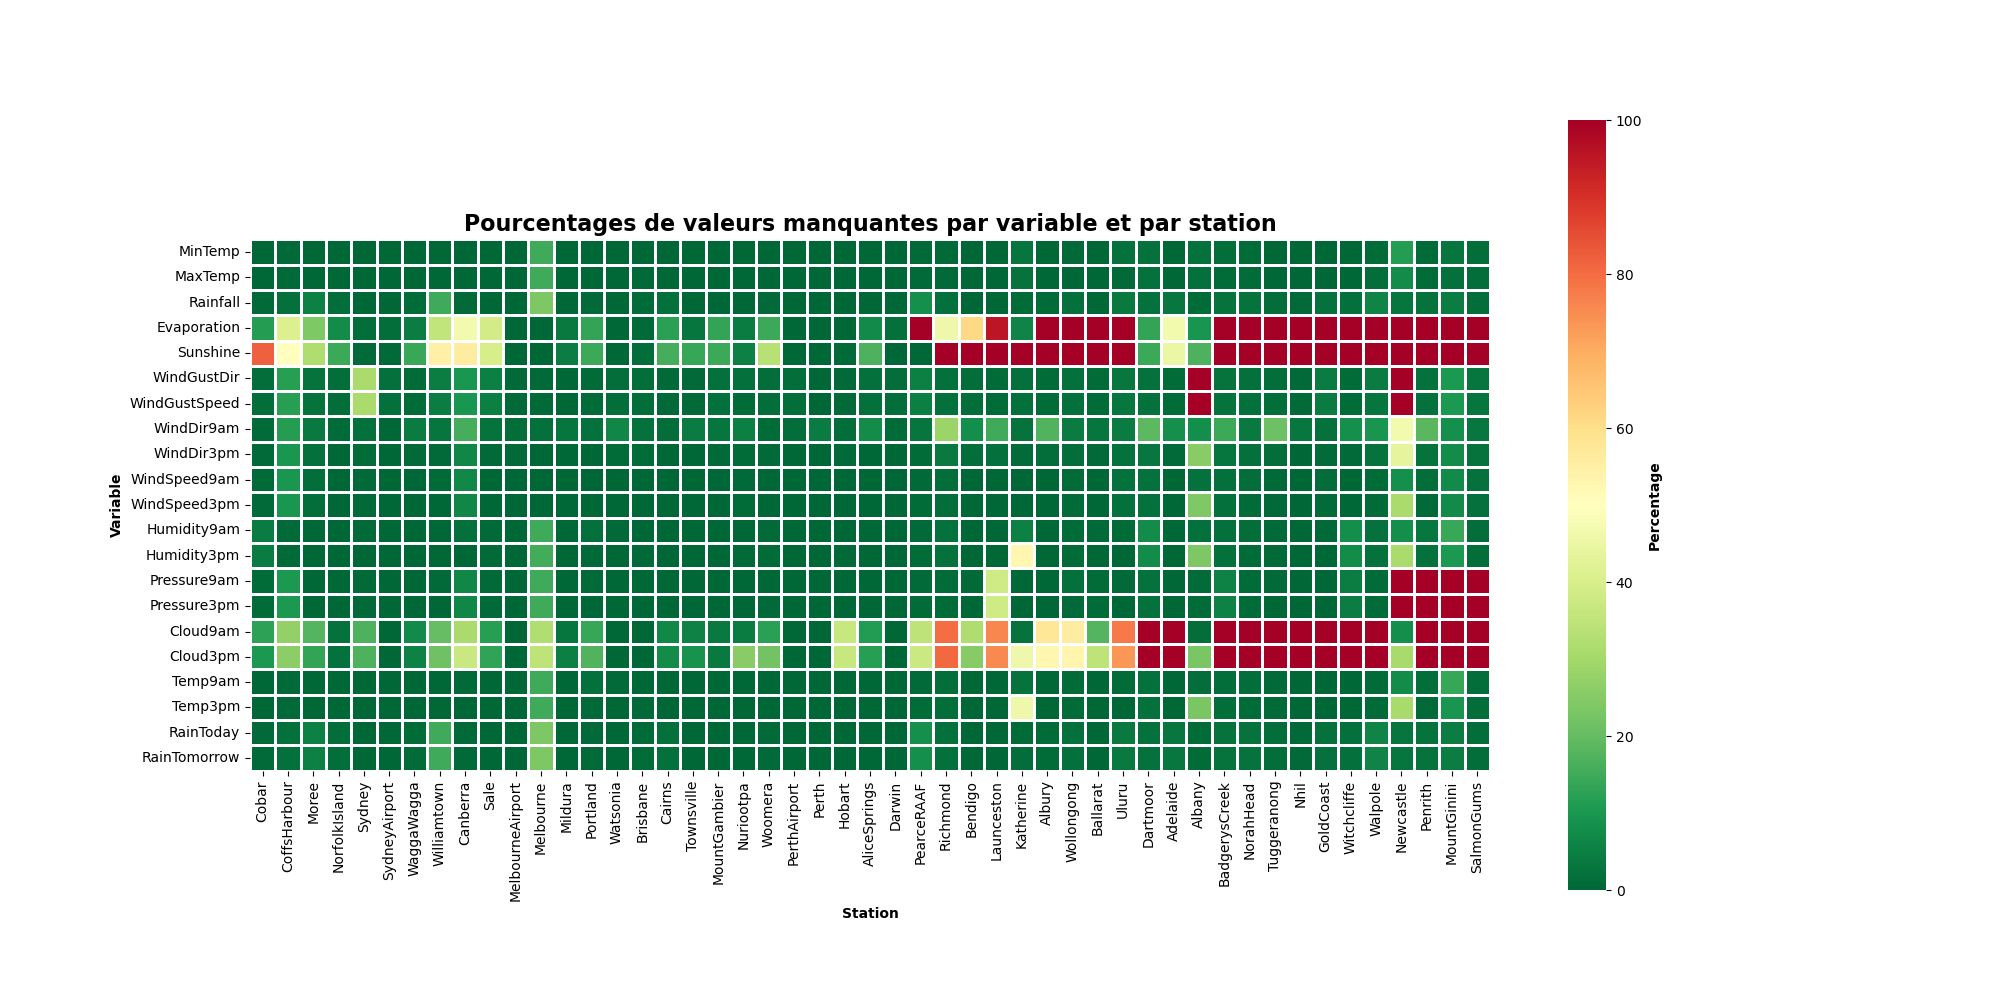 Pourcentages de valeurs manquantes par variable et par station
MinTemp
MaxTemp
Rainfall
Evaporation
Sunshine
WindGustDir
WindGustSpeed
WindDir9am
WindDir3pm
WindSpeed9am
WindSpeed3pm
Humidity9am
Humidity3pm
Pressure9am
Pressure3pm
Cloud9am
Cloud3pm
Temp9am
Temp3pm
RainToday
RainTomorrow
Variable
Cobar
CoffsHarbour
Moree
NorfolkIsland
Sydney
SydneyAirport
WaggaWagga
Williamtown
Canberra
Sale
MelbourneAirport
Melbourne
Mildura
Portland
Watsonia
Brisbane
Cairns
Townsville
MountGambier
Nuriootpa
Woomera
PerthAirport
Perth
Hobart
AliceSprings
Darwin
PearceRAAF
Richmond
Bendigo
Launceston
Katherine
Albury
Wollongong
Ballarat
Uluru
Dartmoor
Adelaide
Albany
BadgerysCreek
NorahHead
Tuggeranong
Nhil
GoldCoast
Witchcliffe
Walpole
Newcastle
Penrith
MountGinini
SalmonGums
Station
100
80
60
40
20
0
Percentage